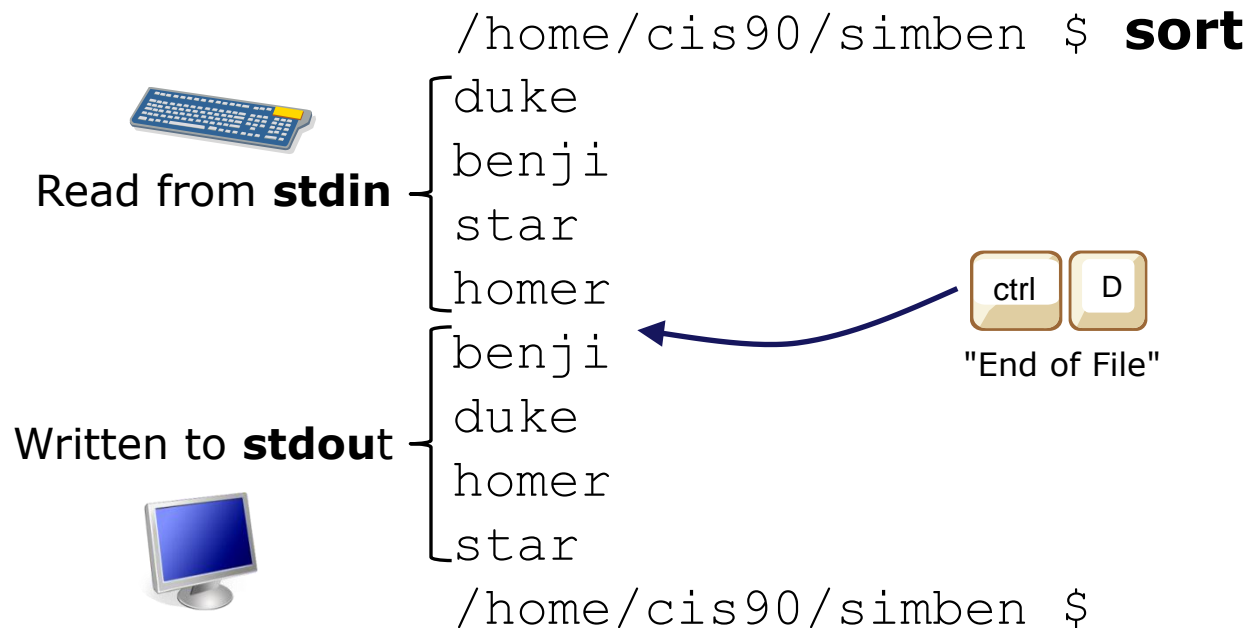 /home/cis90/simben $ sort
duke
benji
Read from stdin
star
homer
ctrl D
"End of File"
benji
duke
Written to stdout
homer
star
/home/cis90/simben $